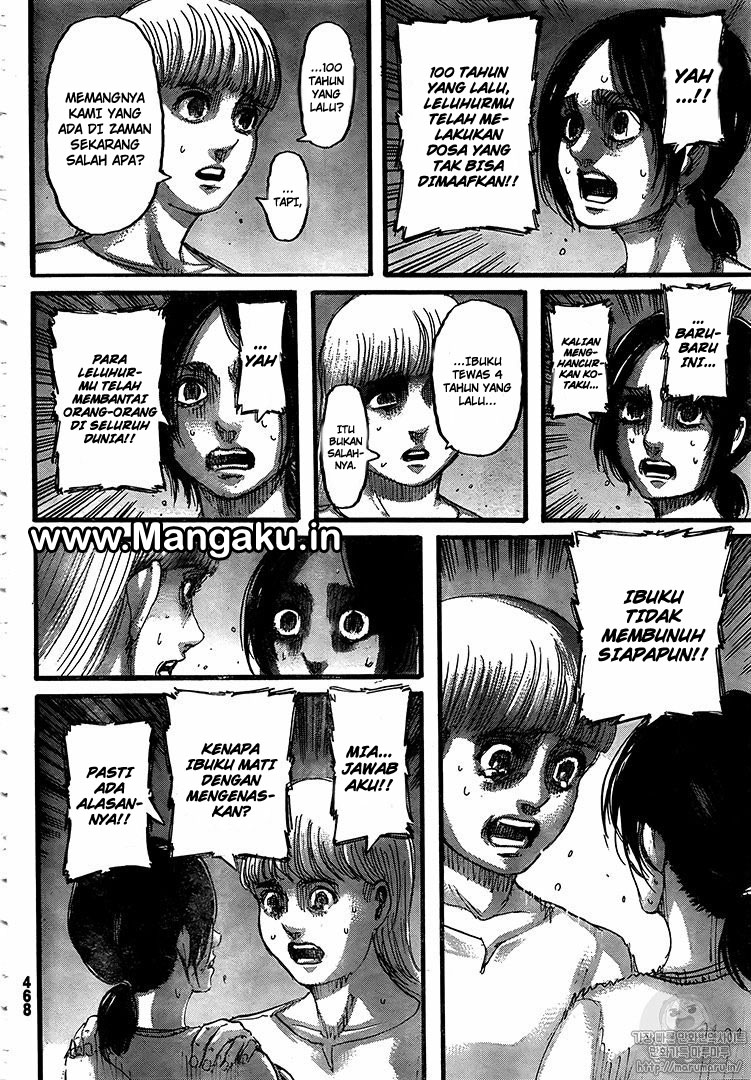 YAH
...!!
100 TAHUN
YANG LALU,
LELUHURMU
TELAH ME-
LAKUKAN
DOSA YANG
TAK BISA
DIMAAFKAN!!
...100
TAHUN
YANG
LALU?
...
TAPI,
MEMANGNYA
KAMI YANG
ADA DI ZAMAN
SEKARANG
SALAH APA?
...
BARU-
BARU
INI...
KALIAN
MENG-
HANCUR-
KAN KO-
TAKU...
...IBUKU
TEWAS 4
TAHUN YANG
LALU...
ITU
BUKAN
SALAH-
NYA.
...
YAH
PARA
LELUHUR-
MU TELAH
MEMBANTAI
ORANG-ORANG
DI SELURUH
DUNIA!!
www.Mangaku.in
IBUKU
TIDAK
MEMBUNUH
SIAPAPUN!!
MIA...
JAWAB
AKU!!
KENAPA
IBUKU MATI
DENGAN
MENGENAS-
KAN?
PASTI
ADA
ALASAN-
NYA!!
468
http://marumaru.in/